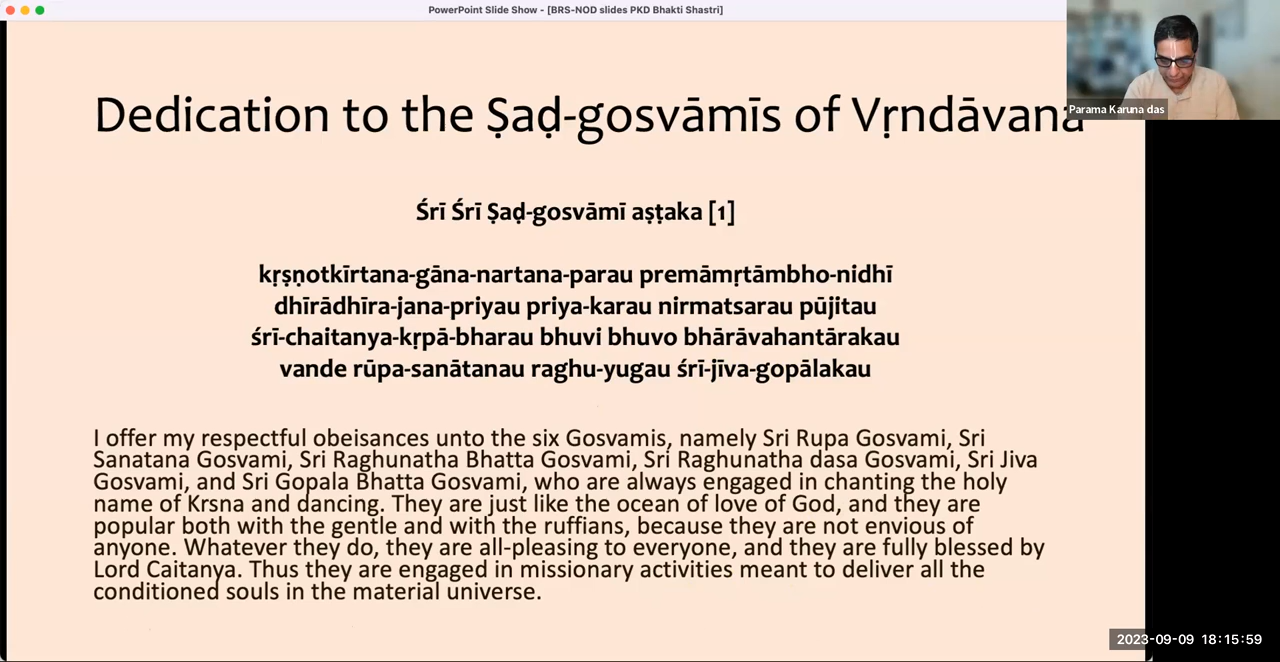 PowerPoint Slide Show - [BRS-NOD slides PKD Bhakti Shastri]
Parama Karuna das
Dedication to the Ṣaḍ-gosvāmīs of Vṛndāvana
Śrī Śrī Ṣaḍ-gosvāmī aṣṭaka [1]
kṛṣṇotkīrtana-gāna-nartana-parau premāmṛtāmbho-nidhī
dhīrādhīra-jana-priyau priya-karau nirmatsarau pūjitau
śrī-chaitanya-kṛpā-bharau bhuvi bhuvo bhārāvahantārakau
vande rūpa-sanātanau raghu-yugau śrī-jīva-gopālakau
I offer my respectful obeisances unto the six Gosvamis, namely Sri Rupa Gosvami, Sri
Sanatana Gosvami, Sri Raghunatha Bhatta Gosvami, Sri Raghunatha dasa Gosvami, Sri Jiva
Gosvami, and Sri Gopala Bhatta Gosvami, who are always engaged in chanting the holy
name of Krsna and dancing. They are just like the ocean of love of God, and they are
popular both with the gentle and with the ruffians, because they are not envious of
anyone. Whatever they do, they are all-pleasing to everyone, and they are fully blessed by
Lord Caitanya. Thus they are engaged in missionary activities meant to deliver all the
conditioned souls in the material universe.
2023-09-09 18:15:59